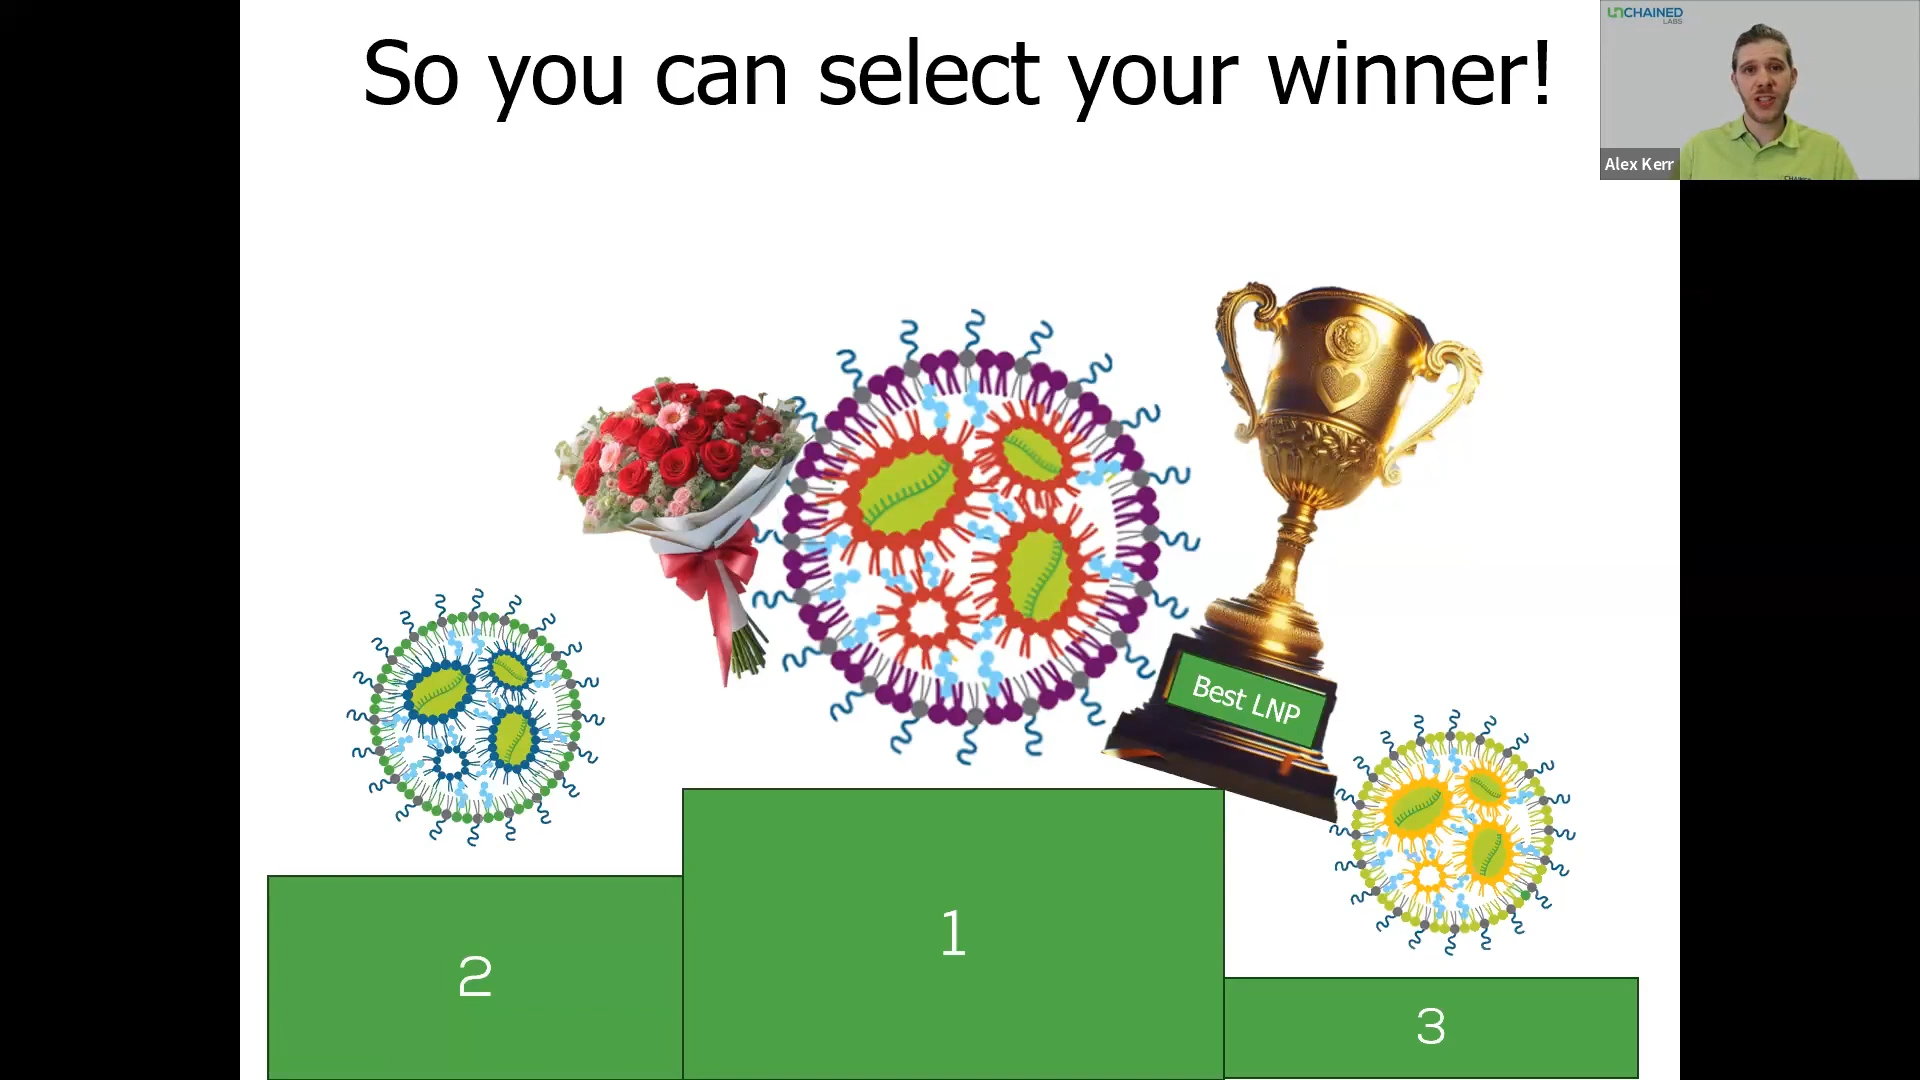 So you can select your winner!
UNCHAINED
LABS
Alex Kerr
Best LNP
2
1
3